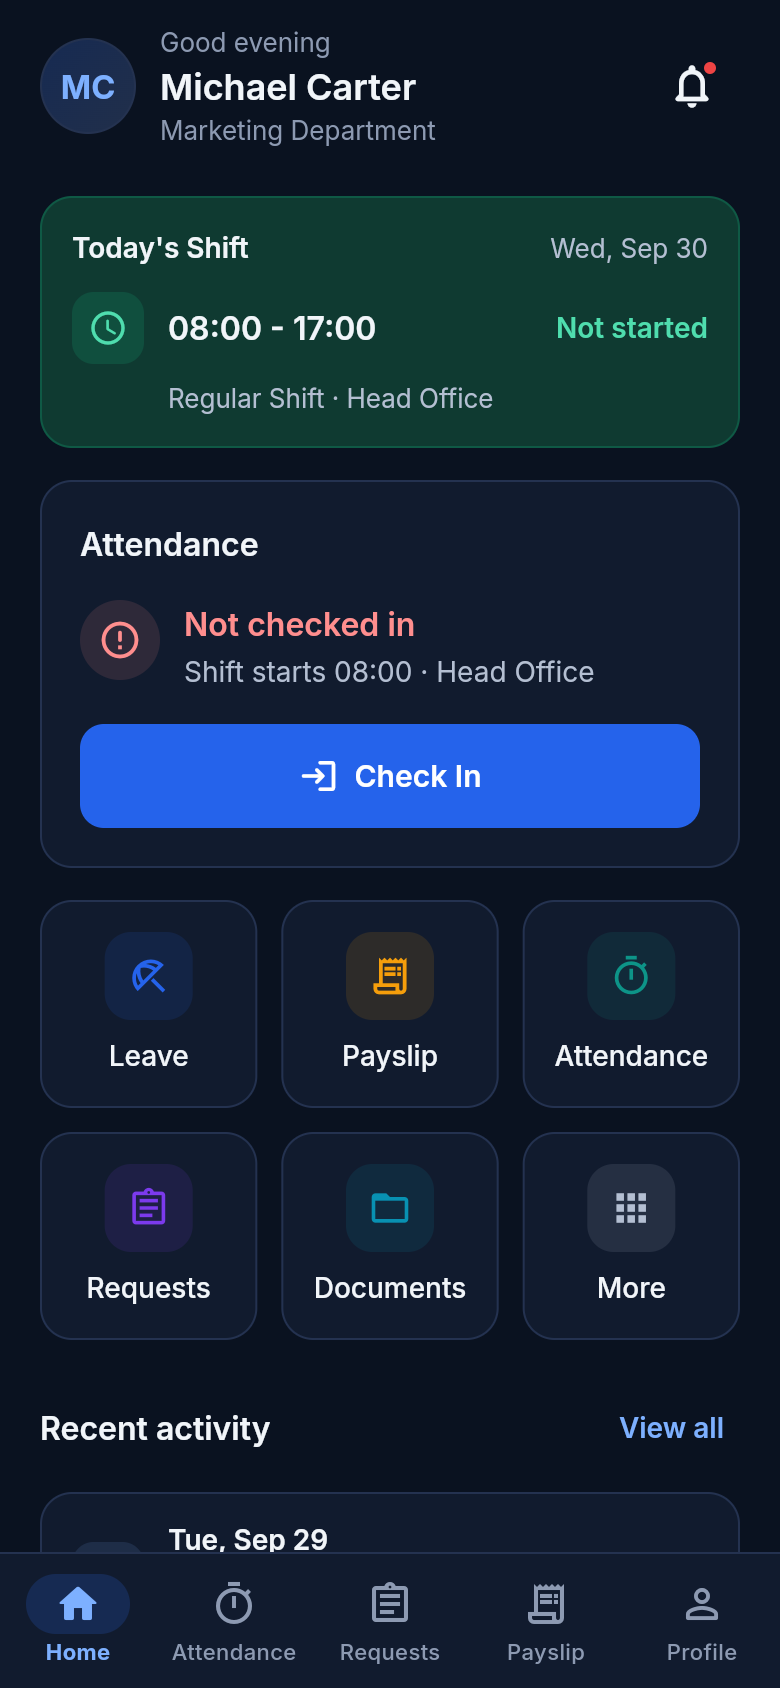 MC
Good evening
Michael Carter
Marketing Department
Today's Shift
Wed, Sep 30
08:00 - 17:00
Not started
Regular Shift · Head Office
Attendance
Not checked in
Shift starts 08:00 · Head Office
Check In
Leave
Payslip
Attendance
Requests
Documents
More
Recent activity
View all
Tue, Sep 29
Home
Attendance
Requests
Payslip
Profile